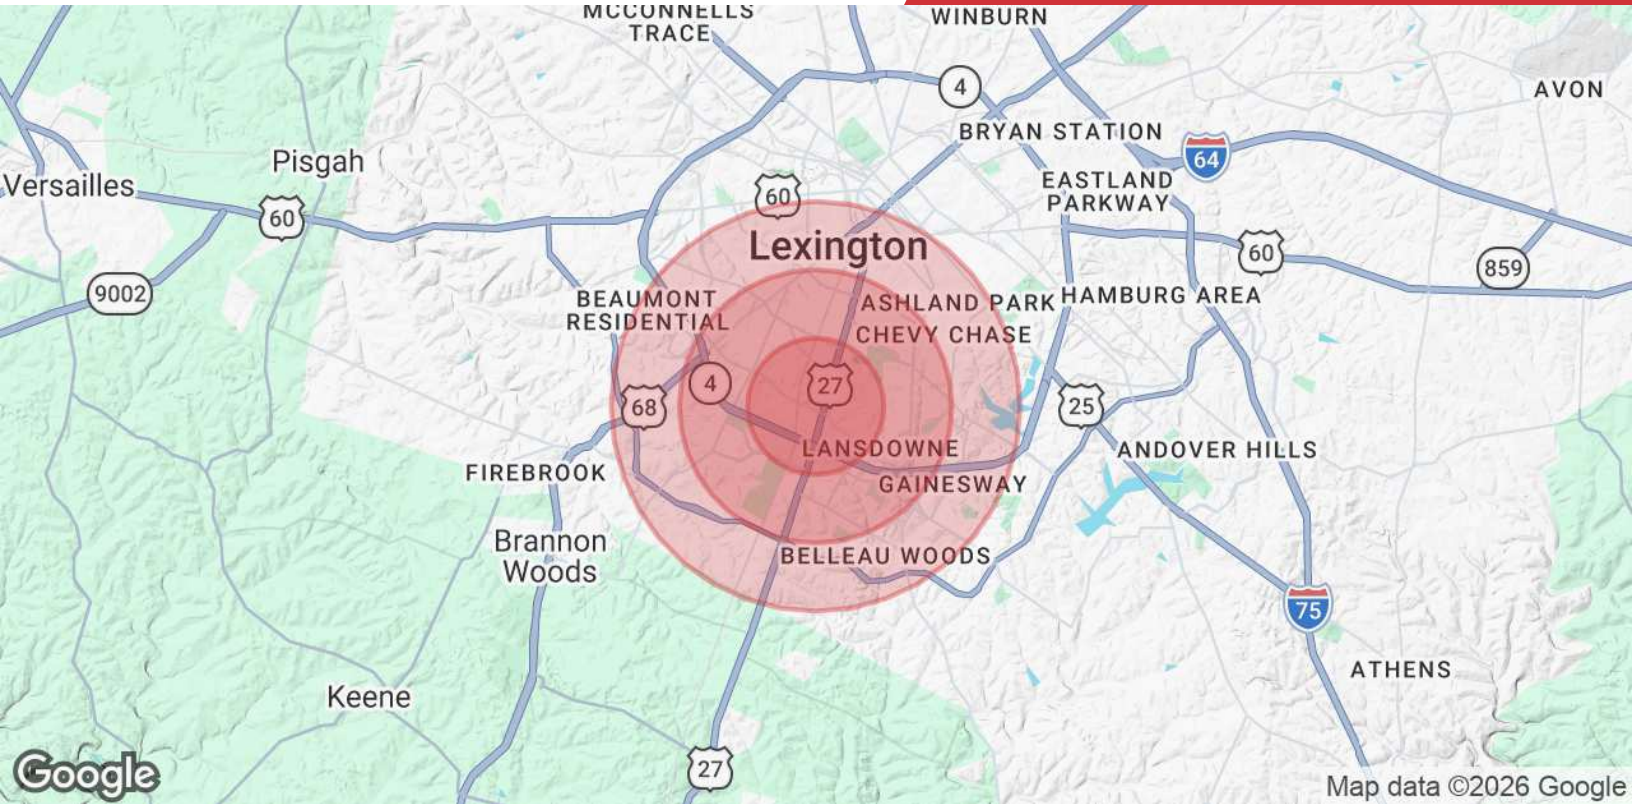 MCCONNELLS
TRACE
WINBURN
4
AVON
BRYAN STATION
64
Pisgah
Versailles
60
60
EASTLAND
PARKWAY
Lexington
60
859
9002
BEAUMONT
RESIDENTIAL
ASHLAND PARK
HAMBURG AREA
CHEVY CHASE
4
27
68
25
LANSDOWNE
ANDOVER HILLS
FIREBROOK
GAINESWAY
Brannon
Woods
BELLEAU WOODS
75
ATHENS
Keene
27
Google
Map data ©2026 Google